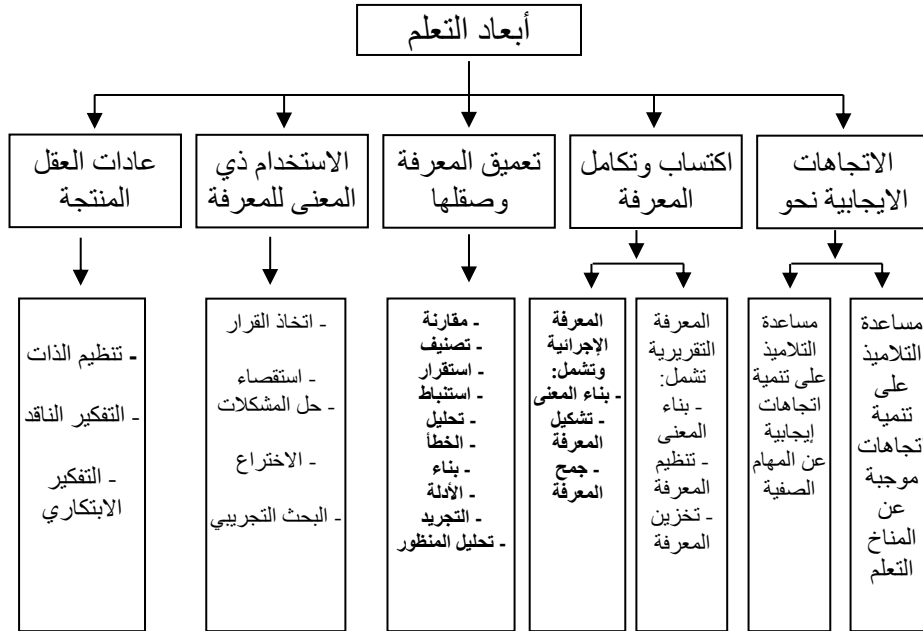 أبعاد التعلم
الاتجاهات
الايجابية نحو
اكتساب وتكامل
المعرفة
تعميق المعرفة
وصقلها
الاستخدام ذي
المعنى للمعرفة
عادات العقل
المنتجة
مساعدة
التلاميذ
على
تنمية
تجاهات
موجبة
عن
المناخ
التعلم
مساعدة
التلاميذ
على تنمية
اتجاهات
إيجابية
عن المهام
الصفية
المعرفة
التقريرية
تشمل:
- بناء
المعنى
- تنظيم
المعرفة
- تخزين
المعرفة
المعرفة
الإجرائية
وتشمل:
- بناء المعنى
- تشكيل
المعرفة
- جمح
المعرفة
- مقارنة
- تصنيف
- استقرار
- استنباط
- تحليل
الخطأ
- بناء
الأدلة
- التجريد
- تحليل المنظور
- اتخاذ القرار
- استقصاء
- حل المشكلات
- الاختراع
- البحث التجريبي
- تنظيم الذات
- التفكير الناقد
- التفكير
الابتكاري